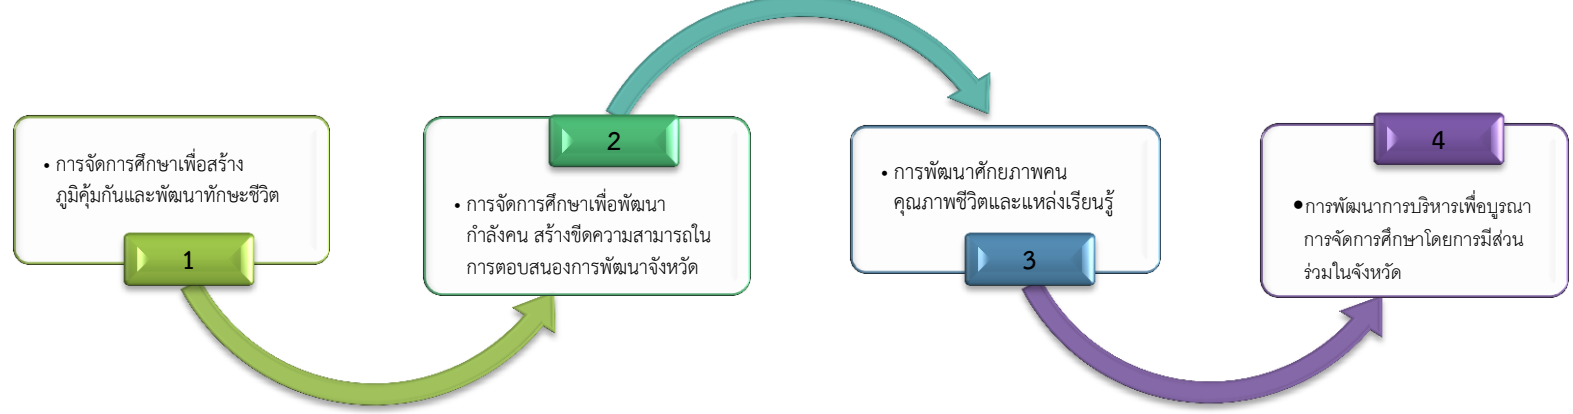 • การจัดการศึกษาเพื่อสร้าง
ภูมิคุ้มกันและพัฒนาทักษะชีวิต
1
2
• การจัดการศึกษาเพื่อพัฒนา
กำลังคน สร้างขีดความสามารถใน
การตอบสนองการพัฒนาจังหวัด
• การพัฒนาศักยภาพคน
คุณภาพชีวิตและแหล่งเรียนรู้
3
4
•การพัฒนาการบริหารเพื่อบูรณา
การจัดการศึกษาโดยการมีส่วน
ร่วมในจังหวัด